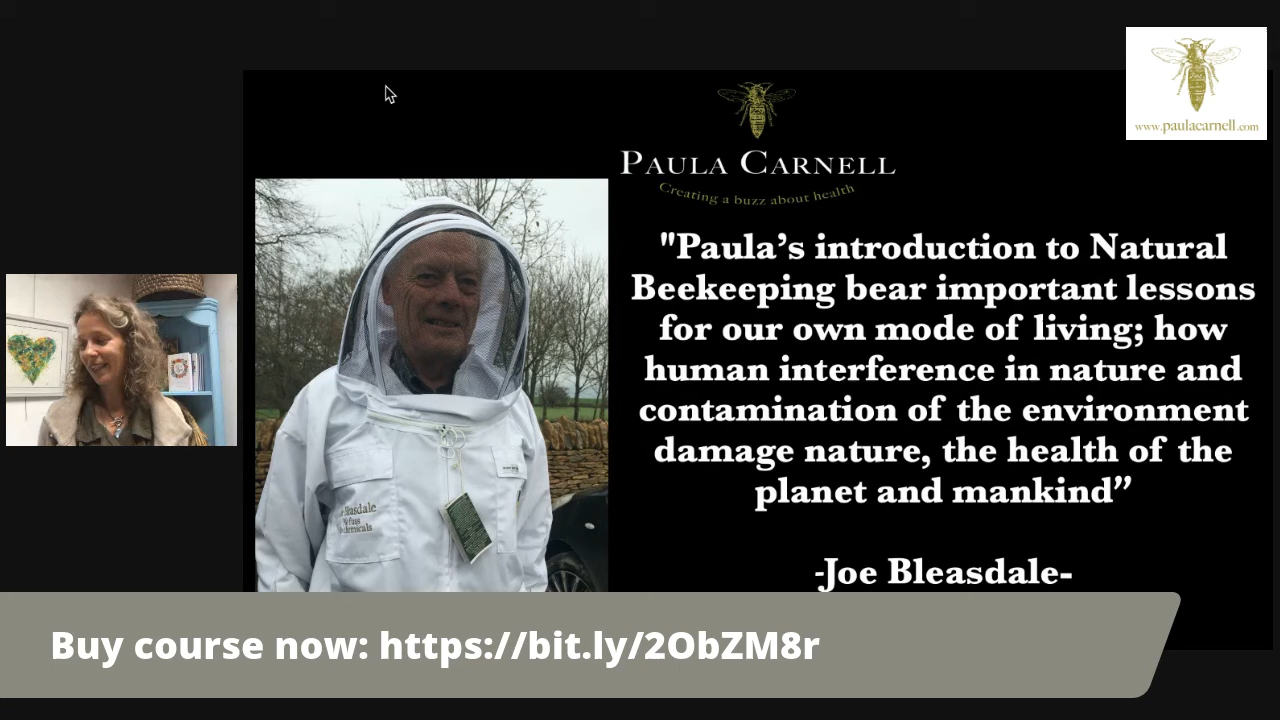 www.paulacarnell.com
PAULA CARNELL
Creating a buzz about health
"Paula’s introduction to Natural
Beekeeping bear important lessons
for our own mode of living; how
human interference in nature and
contamination of the environment
damage nature, the health of the
planet and mankind”
-Joe Bleasdale-
Bleasdale
chemicals
Buy course now: https://bit.ly/2ObZM8r